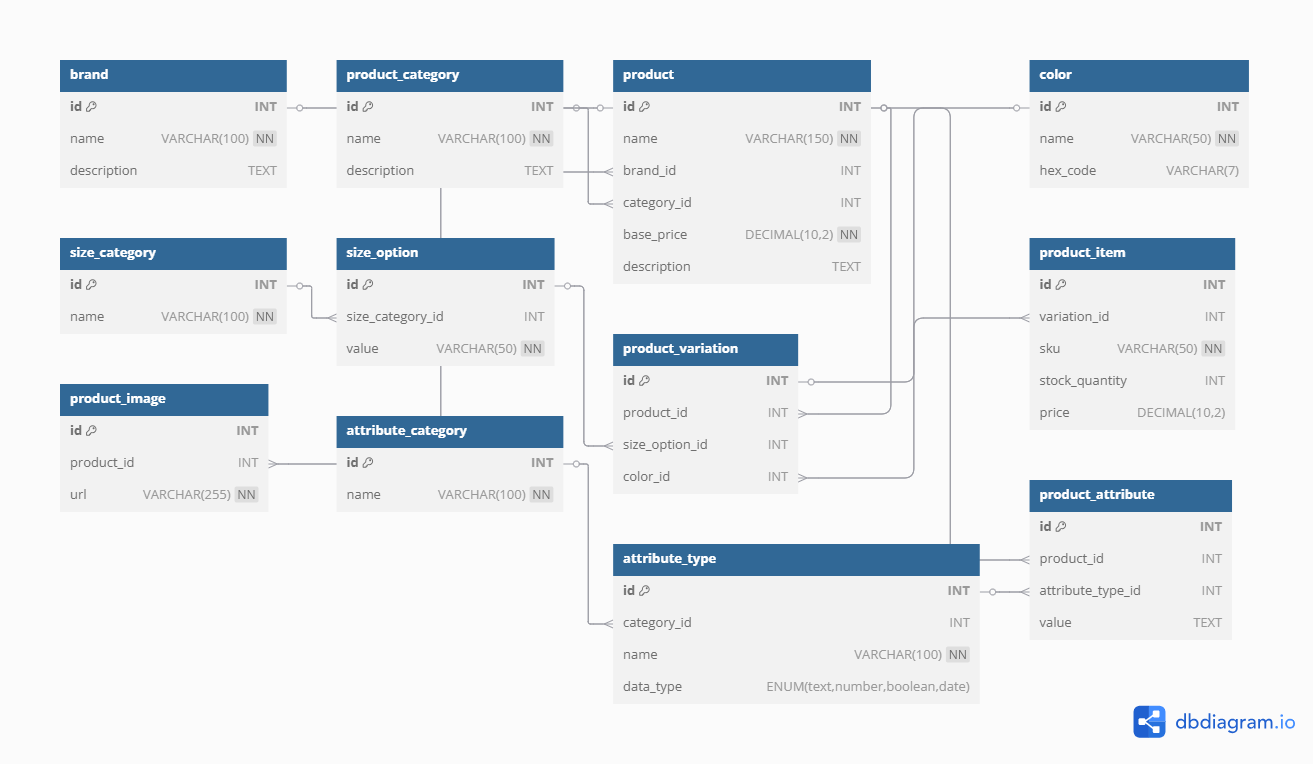 brand
id INT
name VARCHAR(100) NN
description TEXT
product_category
id INT
name VARCHAR(100) NN
description TEXT
product
id INT
name VARCHAR(150) NN
brand_id INT
category_id INT
base_price DECIMAL(10,2) NN
description TEXT
color
id INT
name VARCHAR(50) NN
hex_code VARCHAR(7)
size_category
id INT
name VARCHAR(100) NN
size_option
id INT
size_category_id INT
value VARCHAR(50) NN
product_item
id INT
variation_id INT
sku VARCHAR(50) NN
stock_quantity INT
price DECIMAL(10,2)
product_variation
id INT
product_id INT
size_option_id INT
color_id INT
product_image
id INT
product_id INT
url VARCHAR(255) NN
attribute_category
id INT
name VARCHAR(100) NN
product_attribute
id INT
product_id INT
attribute_type_id INT
value TEXT
attribute_type
id INT
category_id INT
name VARCHAR(100) NN
data_type ENUM(text,number,boolean,date)
dbdiagram.io